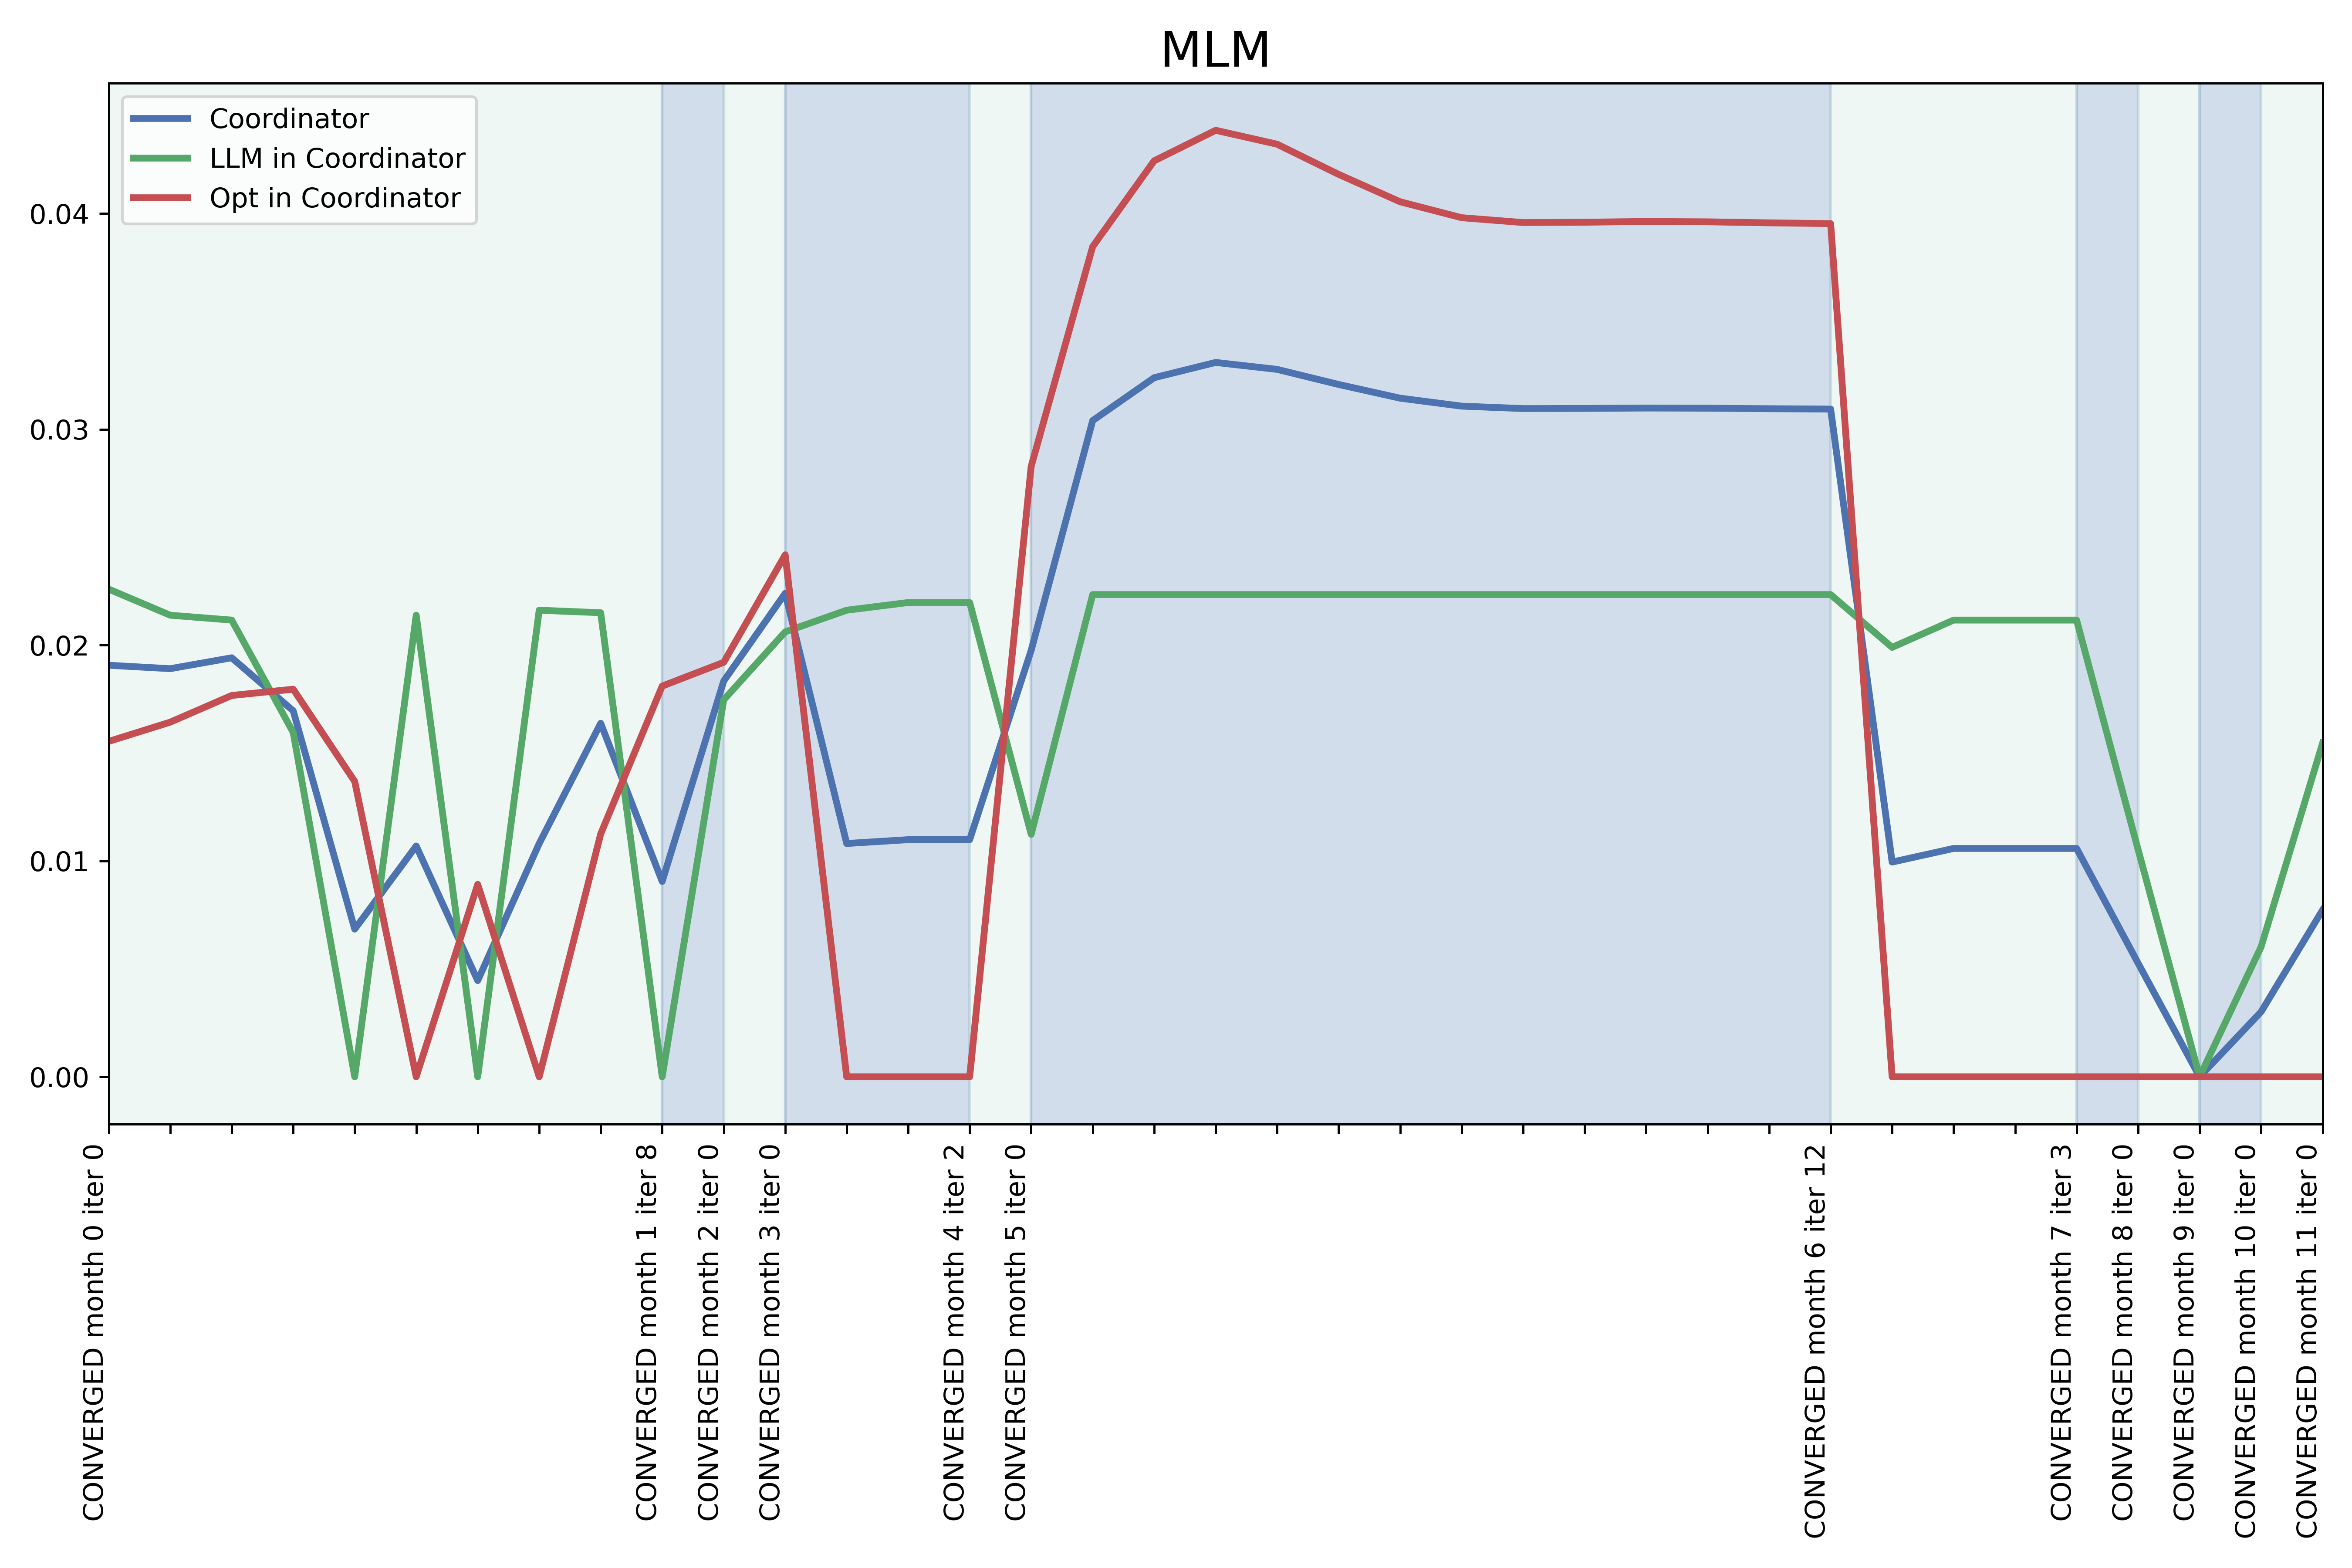 MLM
Coordinator
LLM in Coordinator
Opt in Coordinator
0.04
0.03
0.02
0.01
0.00
CONVERGED month 0 iter 0
CONVERGED month 1 iter 8
CONVERGED month 2 iter 0
CONVERGED month 3 iter 0
CONVERGED month 4 iter 2
CONVERGED month 5 iter 0
CONVERGED month 6 iter 12
CONVERGED month 7 iter 3
CONVERGED month 8 iter 0
CONVERGED month 9 iter 0
CONVERGED month 10 iter 0
CONVERGED month 11 iter 0